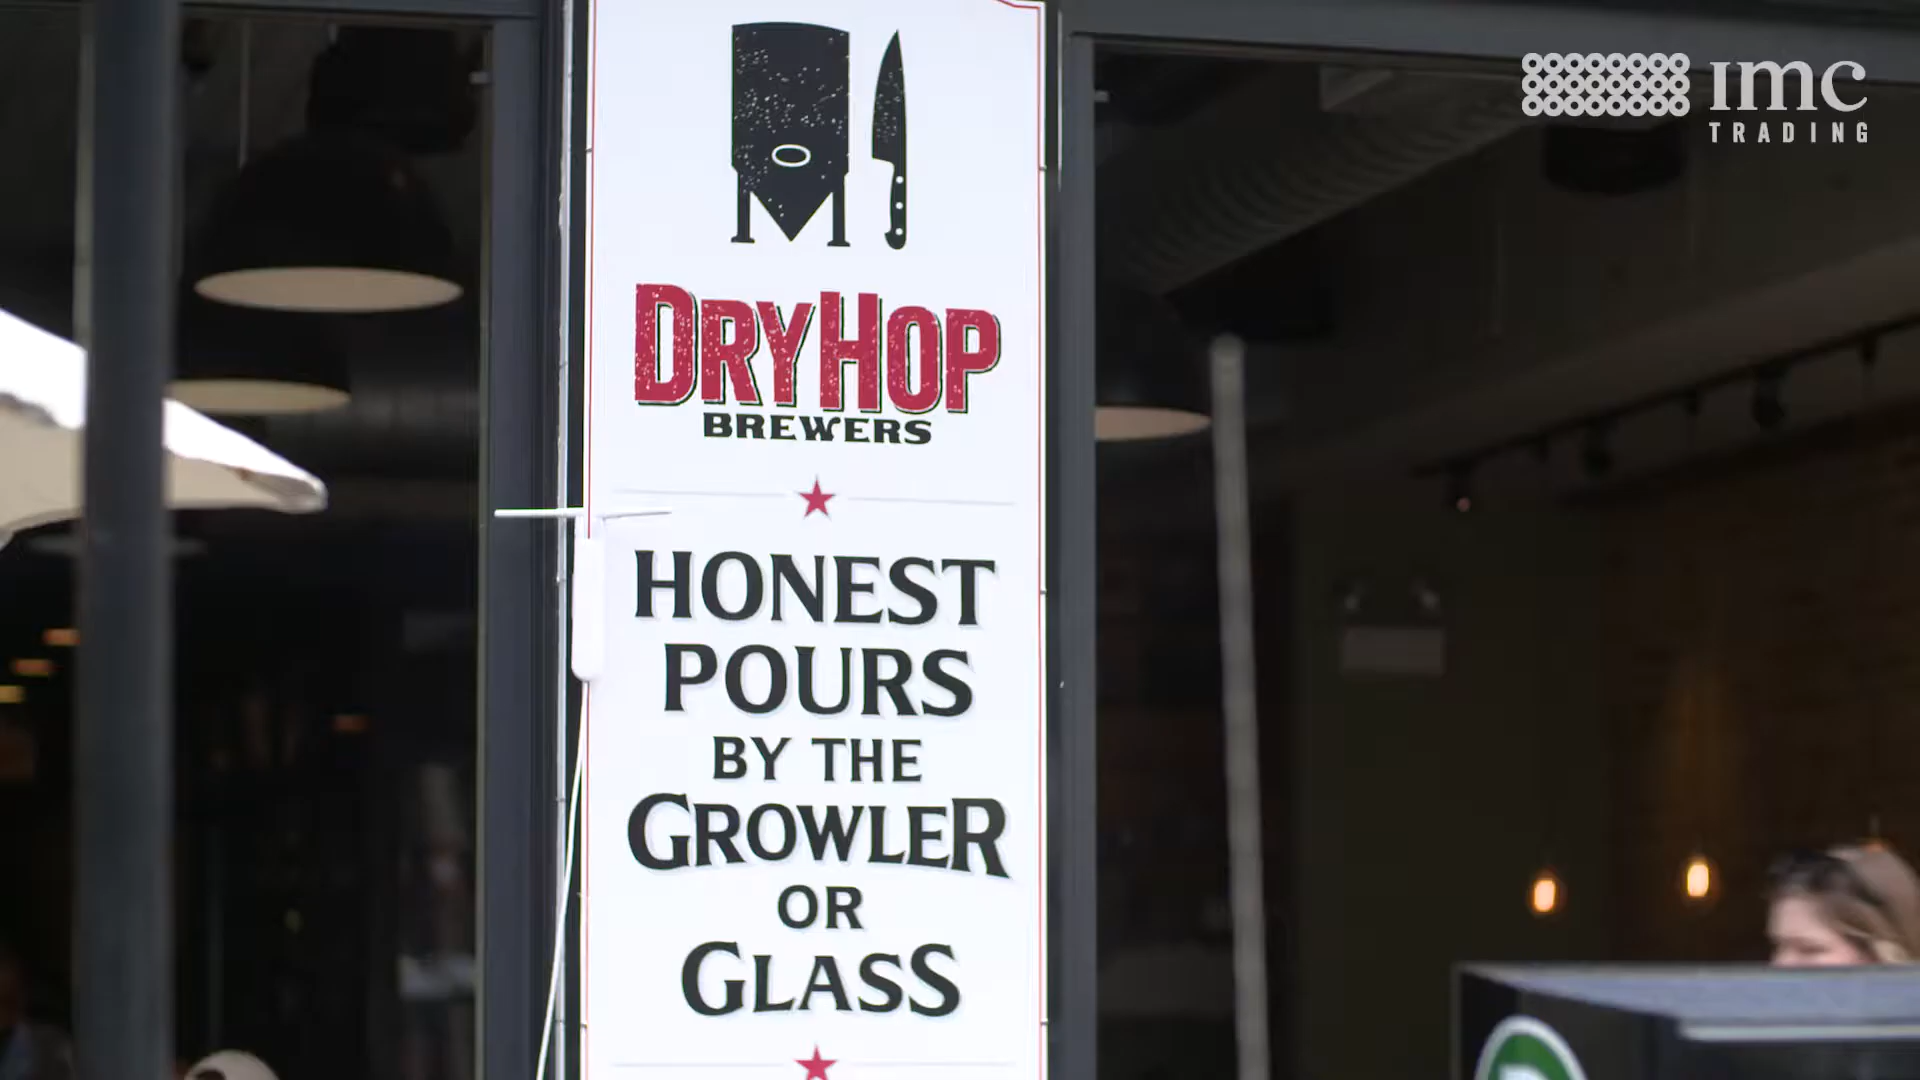 imc
TRADING
DRYHOP
BREWERS
HONEST
POURS
BY THE
GROWLER
OR
GLASS